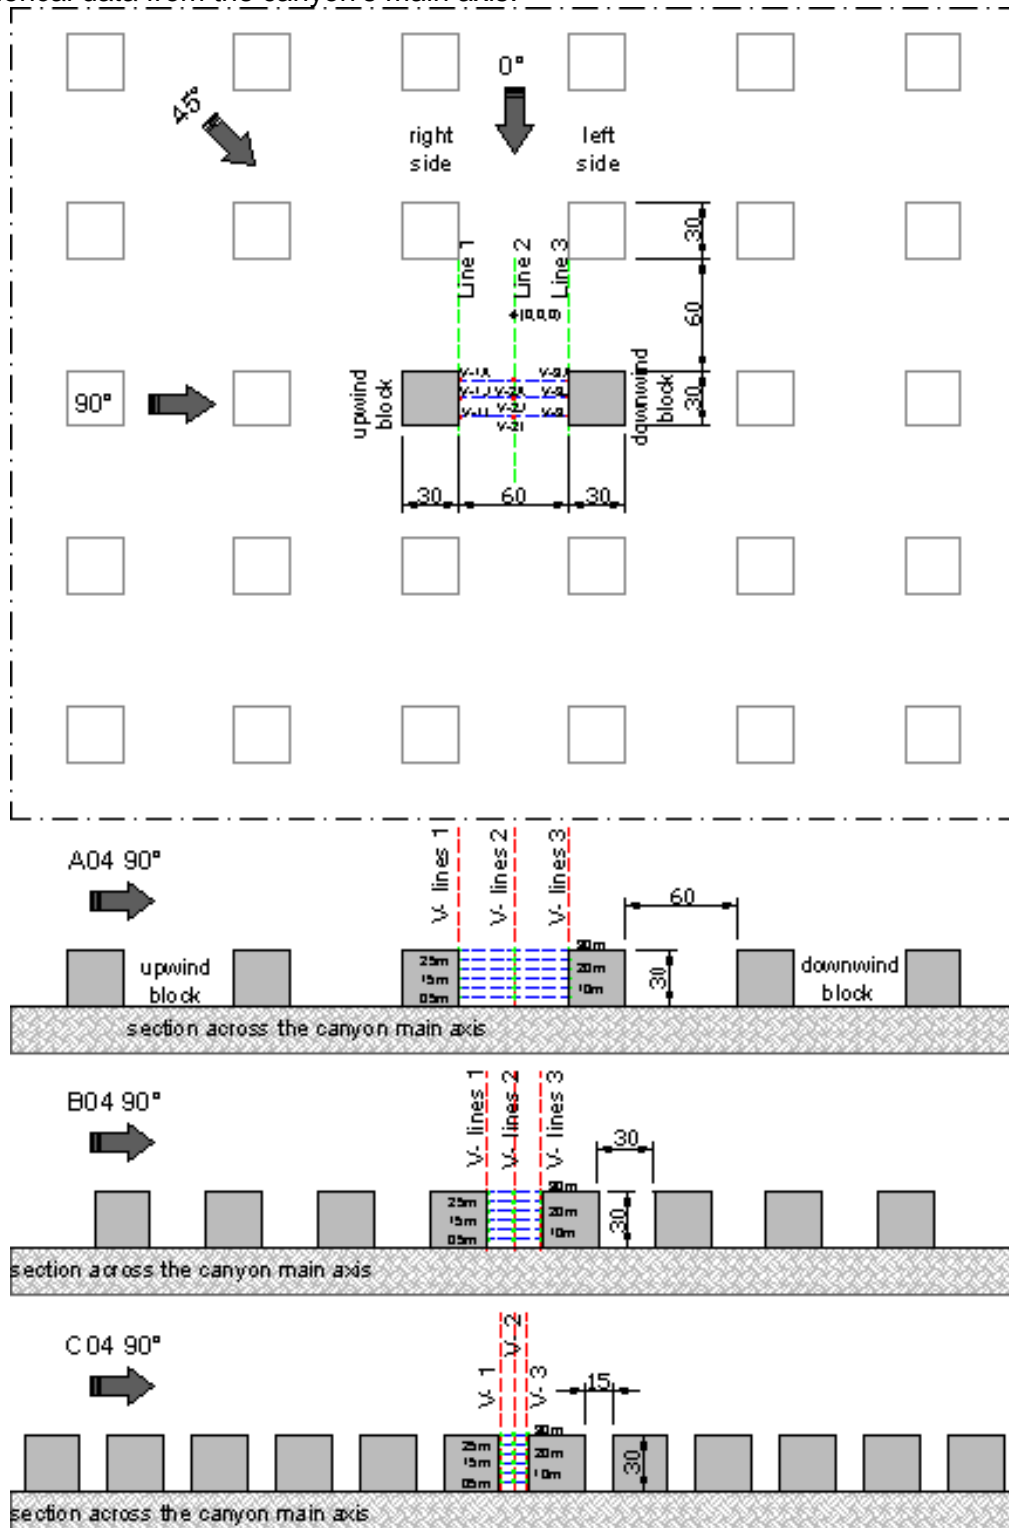 0°
45°
right side
left side
30
Line 1
Line 2
Line 3
(0,0,0)
60
upwind block
downwind block
90°
30
30
60
30
V- lines 1
V- lines 2
V- lines 3
A04 90°
60
30m
25m
20m
15m
10m
05m
upwind block
30
downwind block
section across the canyon main axis
V- lines 1
V- lines 2
V- lines 3
B04 90°
30
30m
25m
20m
15m
10m
05m
30
section across the canyon main axis
V- 1
V- 2
V- 3
C04 90°
15
30m
25m
20m
15m
10m
05m
30
section across the canyon main axis